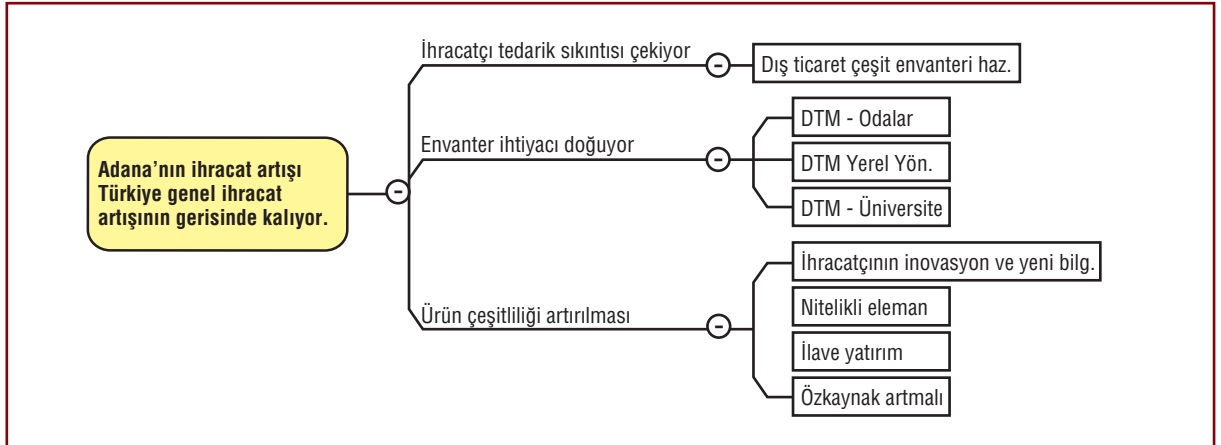 Adana’nın ihracat artışı
Türkiye genel ihracat
artışının gerisinde kalıyor.
İhracatçı tedarik sıkıntısı çekiyor
Dış ticaret çeşit envanteri haz.
Envanter ihtiyacı doğuyor
DTM - Odalar
DTM Yerel Yön.
DTM - Üniversite
Ürün çeşitliliği artırılması
İhracatçının inovasyon ve yeni bilg.
Nitelikli eleman
İlave yatırım
Özkaynak artmalı